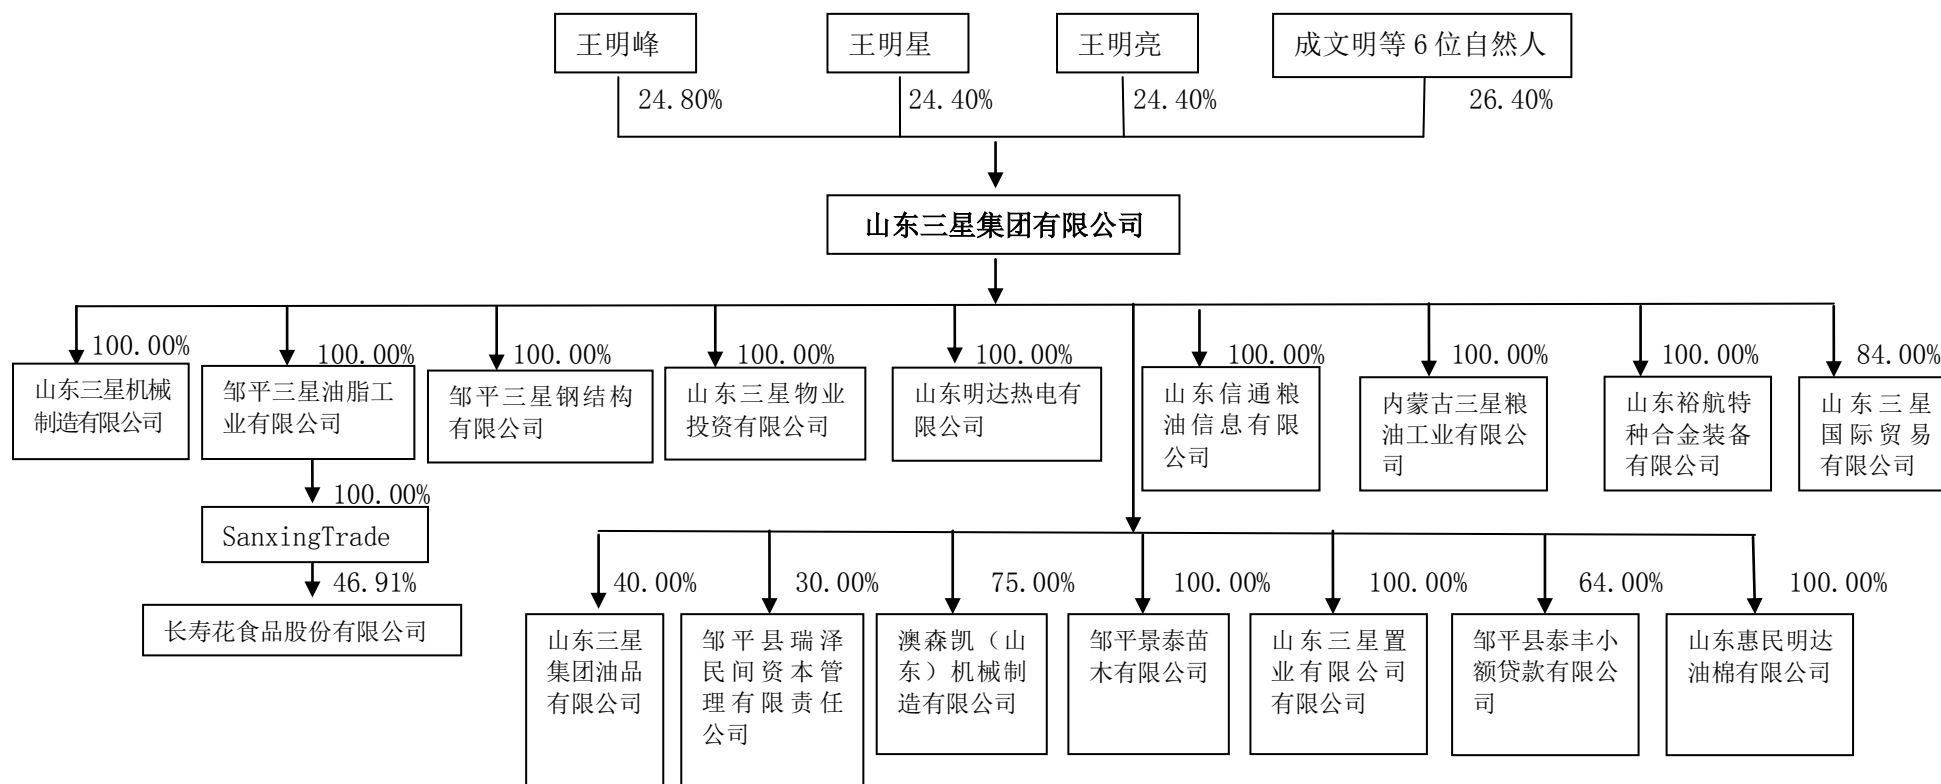 王明峰
王明星
王明亮
成文明等 6 位自然人
24.80%
24.40%
24.40%
26.40%
山东三星集团有限公司
100.00%
100.00%
100.00%
100.00%
100.00%
100.00%
100.00%
100.00%
84.00%
山东三星机械
制造有限公司
邹平三星油脂工
业有限公司
邹平三星钢结构
有限公司
山东三星物业
投资有限公司
山东明达热电有
限公司
山东信通粮
油信息有限
公司
内蒙古三星粮
油工业有限公
司
山东裕航特
种合金装备
有限公司
山东三星
国际贸易
有限公司
100.00%
SanxingTrade
46.91%
长寿花食品股份有限公司
40.00%
30.00%
75.00%
100.00%
100.00%
64.00%
100.00%
山东三星
集团油品
有限公司
邹平县瑞泽
民间资本管
理有限责任
公司
澳森凯（山
东）机械制
造有限公司
邹平景泰苗
木有限公司
山东三星置
业有限公司
有限公司
邹平县泰丰小
额贷款有限公
司
山东惠民明达
油棉有限公司